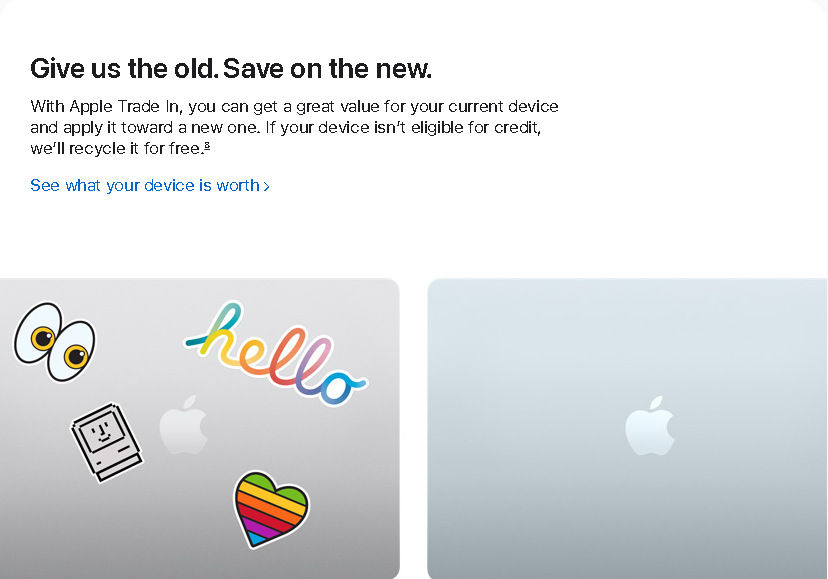 Give us the old. Save on the new.
With Apple Trade In, you can get a great value for your current device
and apply it toward a new one. If your device isn’t eligible for credit,
we’ll recycle it for free.⁸
See what your device is worth >
hello